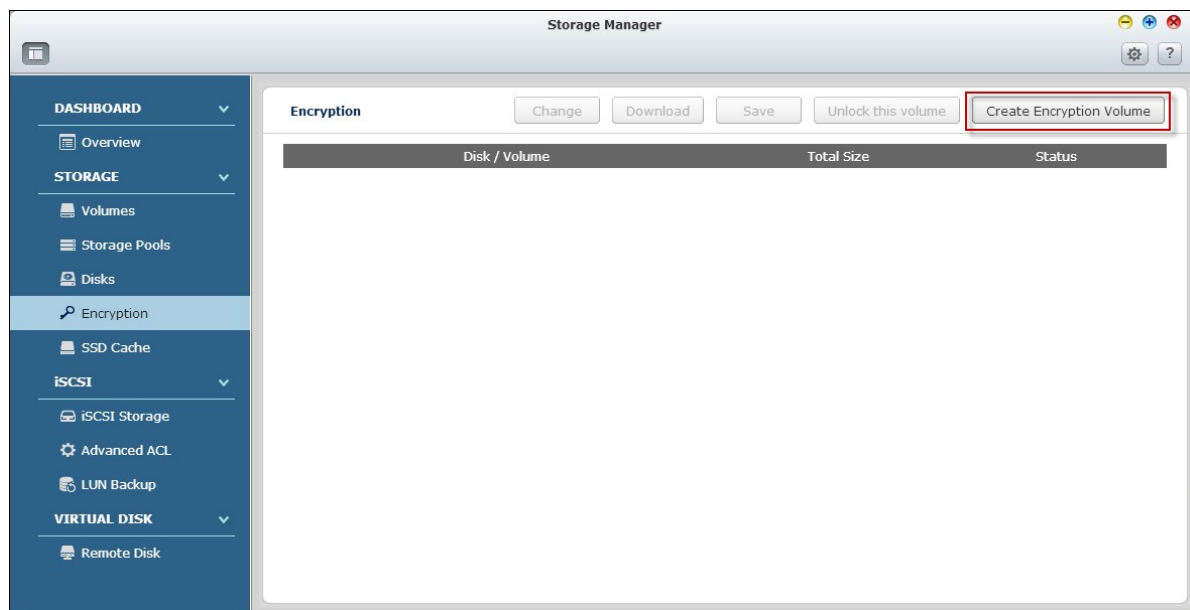 Storage Manager
?
DASHBOARD
Overview
STORAGE
Volumes
Storage Pools
Disks
Encryption
SSD Cache
iSCSI
iSCSI Storage
Advanced ACL
LUN Backup
VIRTUAL DISK
Remote Disk
Encryption Change Download Save Unlock this volume Create Encryption Volume
Disk / Volume Total Size Status